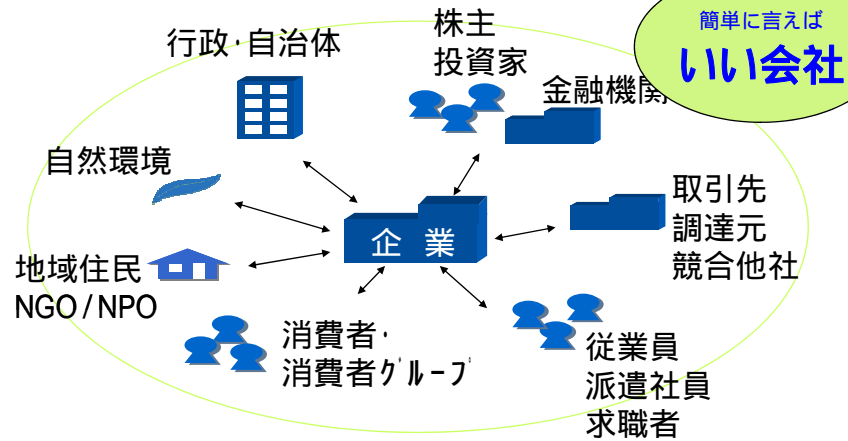 簡単に言えば
いい会社
行政・自治体
株主
投資家
金融機関
自然環境
取引先
調達元
競合他社
企 業
地域住民
NGO/NPO
消費者・
消費者グループ
従業員
派遣社員
求職者